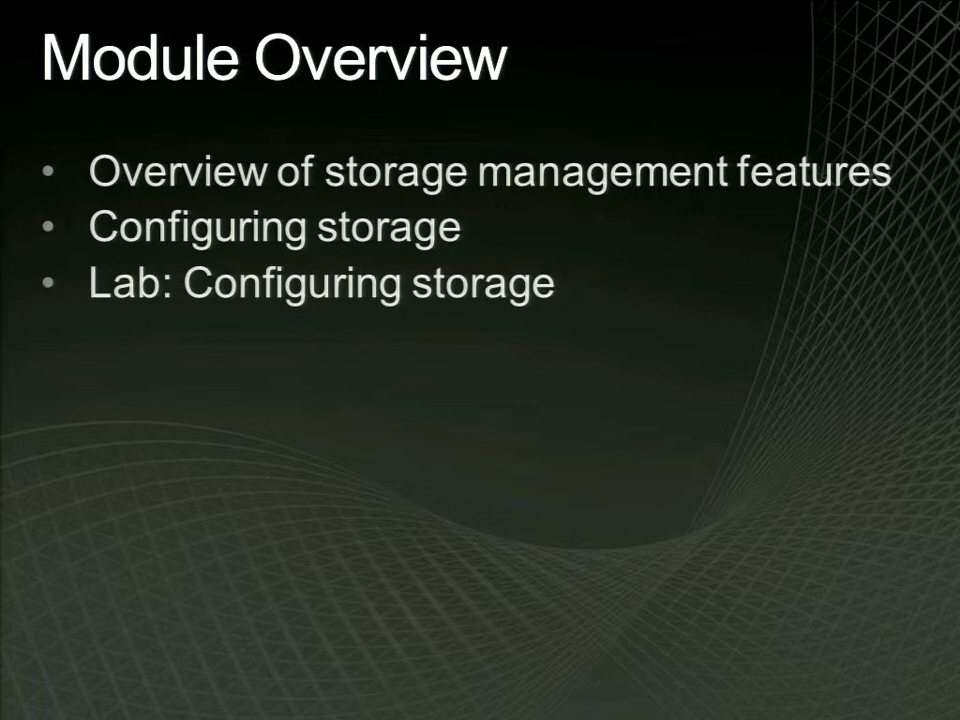 Module Overview
• Overview of storage management features
• Configuring storage
• Lab: Configuring storage